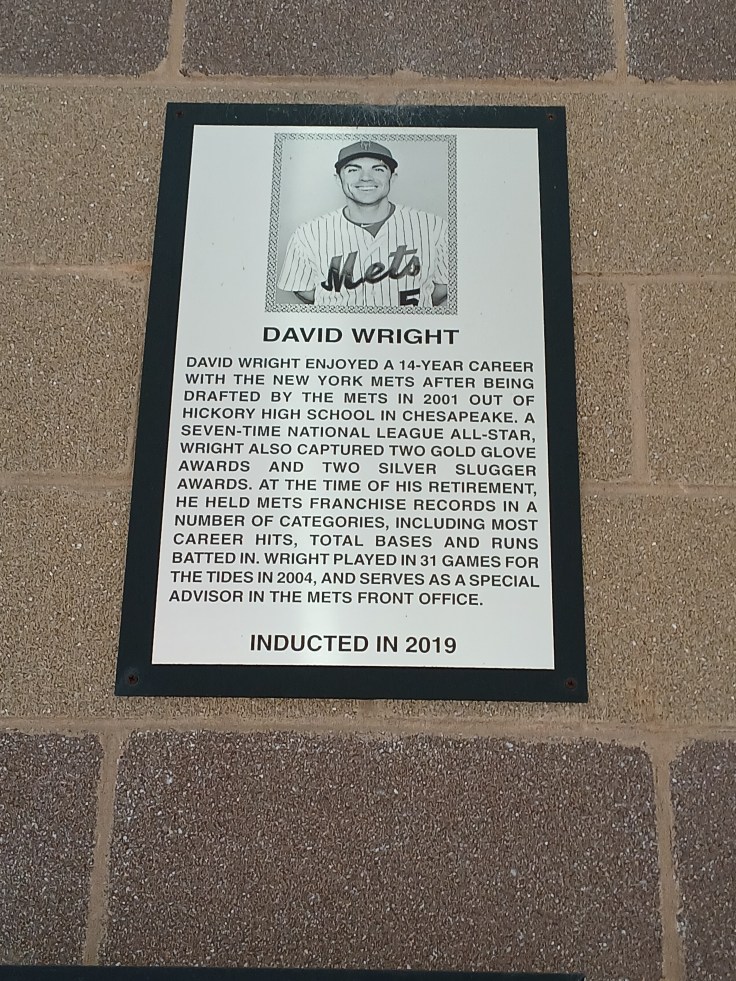 Mets
5
DAVID WRIGHT
DAVID WRIGHT ENJOYED A 14-YEAR CAREER
WITH THE NEW YORK METS AFTER BEING
DRAFTED BY THE METS IN 2001 OUT OF
HICKORY HIGH SCHOOL IN CHESAPEAKE. A
SEVEN-TIME NATIONAL LEAGUE ALL-STAR,
WRIGHT ALSO CAPTURED TWO GOLD GLOVE
AWARDS AND TWO SILVER SLUGGER
AWARDS. AT THE TIME OF HIS RETIREMENT,
HE HELD METS FRANCHISE RECORDS IN A
NUMBER OF CATEGORIES, INCLUDING MOST
CAREER HITS, TOTAL BASES AND RUNS
BATTED IN. WRIGHT PLAYED IN 31 GAMES FOR
THE TIDES IN 2004, AND SERVES AS A SPECIAL
ADVISOR IN THE METS FRONT OFFICE.
INDUCTED IN 2019